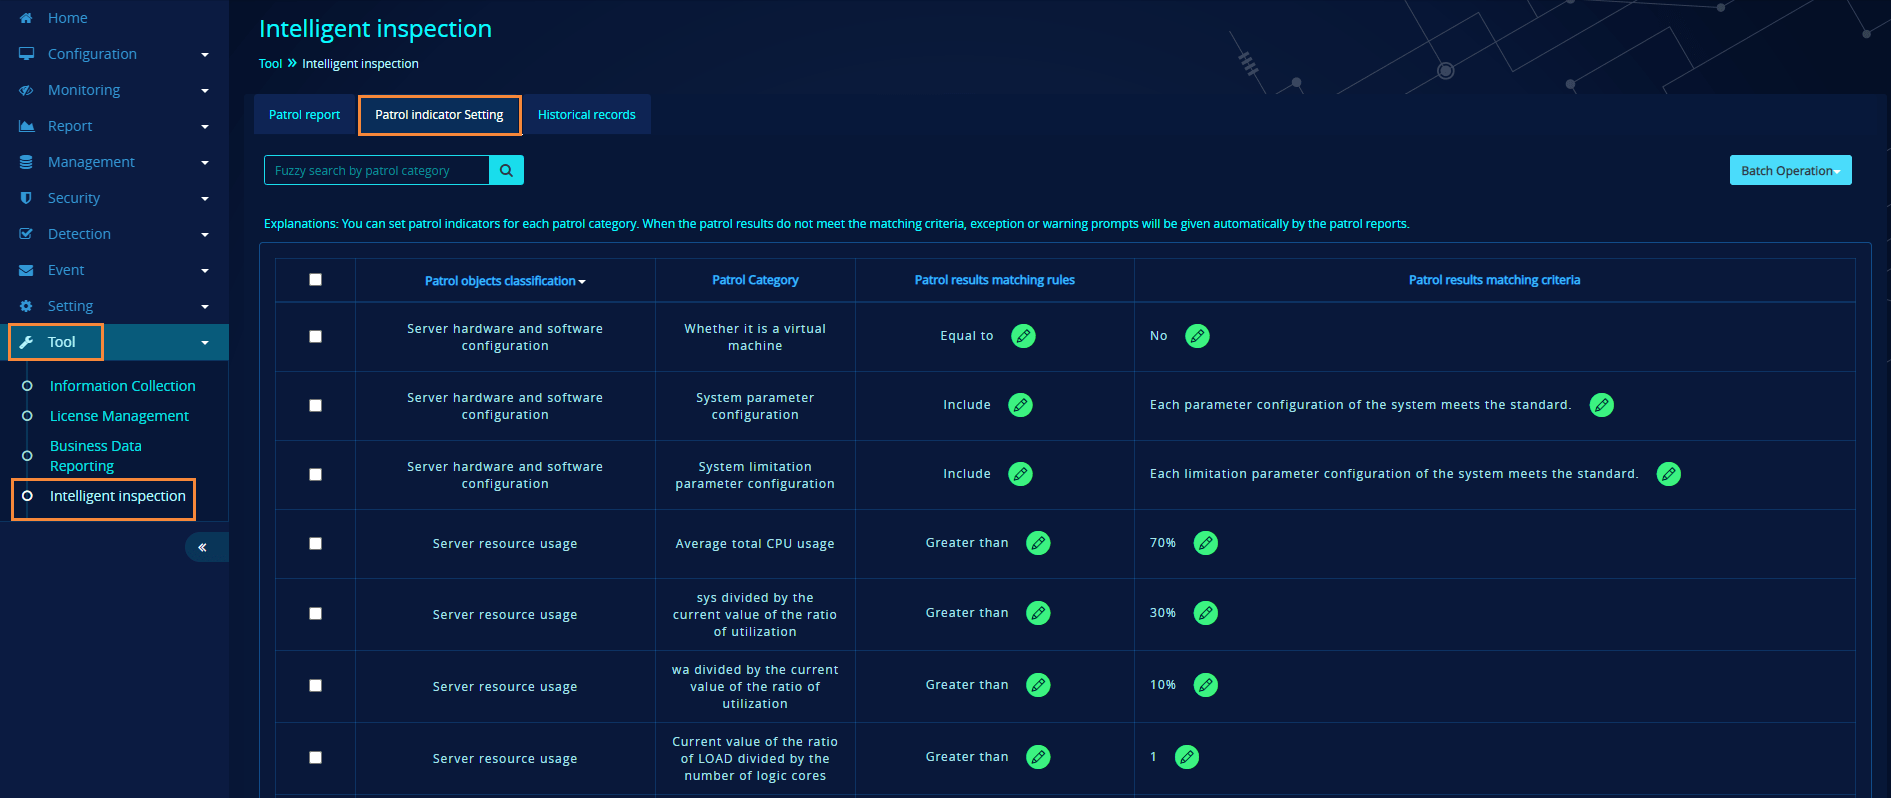 Home
Configuration
Monitoring
Report
Management
Security
Detection
Event
Setting
Tool
Information Collection
License Management
Business Data
Reporting
Intelligent inspection
Intelligent inspection
Tool » Intelligent inspection
Patrol report
Patrol indicator Setting
Historical records
Fuzzy search by patrol category
Batch Operation
Explanations: You can set patrol indicators for each patrol category. When the patrol results do not meet the matching criteria, exception or warning prompts will be given automatically by the patrol reports.
Patrol objects classification
Patrol Category
Patrol results matching rules
Patrol results matching criteria
Server hardware and software
configuration
Whether it is a virtual
machine
Equal to
No
Server hardware and software
configuration
System parameter
configuration
Include
Each parameter configuration of the system meets the standard.
Server hardware and software
configuration
System limitation
parameter configuration
Include
Each limitation parameter configuration of the system meets the standard.
Server resource usage
Average total CPU usage
Greater than
70%
Server resource usage
sys divided by the
current value of the ratio
of utilization
Greater than
30%
Server resource usage
wa divided by the current
value of the ratio of
utilization
Greater than
10%
Server resource usage
Current value of the ratio
of LOAD divided by the
number of logic cores
Greater than
1